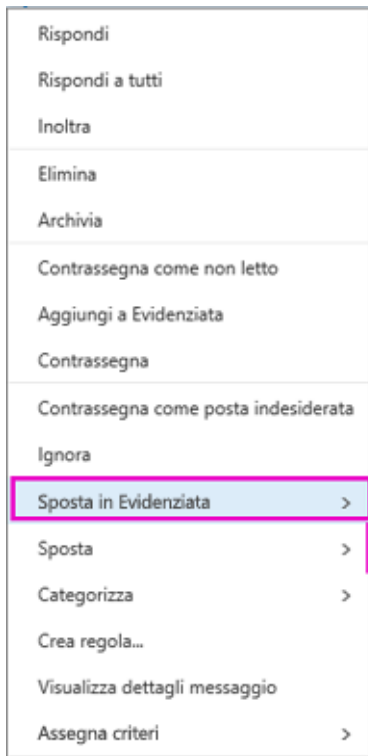 Rispondi
Rispondi a tutti
Inoltra
Elimina
Archivia
Contrassegna come non letto
Aggiungi a Evidenziata
Contrassegna
Contrassegna come posta indesiderata
Ignora
Sposta in Evidenziata >
Sposta >
Categorizza >
Crea regola...
Visualizza dettagli messaggio
Assegna criteri >